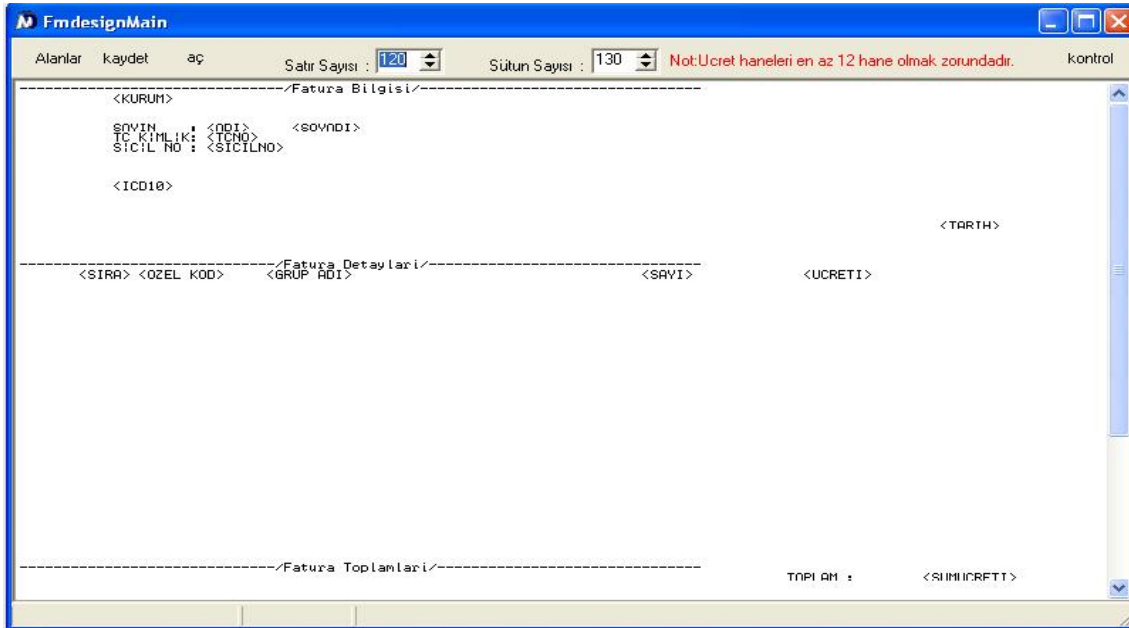 FmdesignMain
Alanlar kaydet aç Satır Sayısı : 120 Sütun Sayısı : 130 Not:Ucret haneleri en az 12 hane olmak zorundadır. kontrol
-------------------------------/Fatura Bilgisi/---------------------------------
<KURUM>
SAYIN : <ADI> <SOYADI>
TC KiMLiK: <TCNO>
SiCiL NO : <SICILNO>
<ICD10>
<TARIH>
------------------------------/Fatura Detaylari/--------------------------------
<SIRA> <OZEL KOD> <GRUP ADI> <SAYI> <UCRETI>
------------------------------/Fatura Toplamlari/-------------------------------
TOPLAM : <SUMUCRETI>